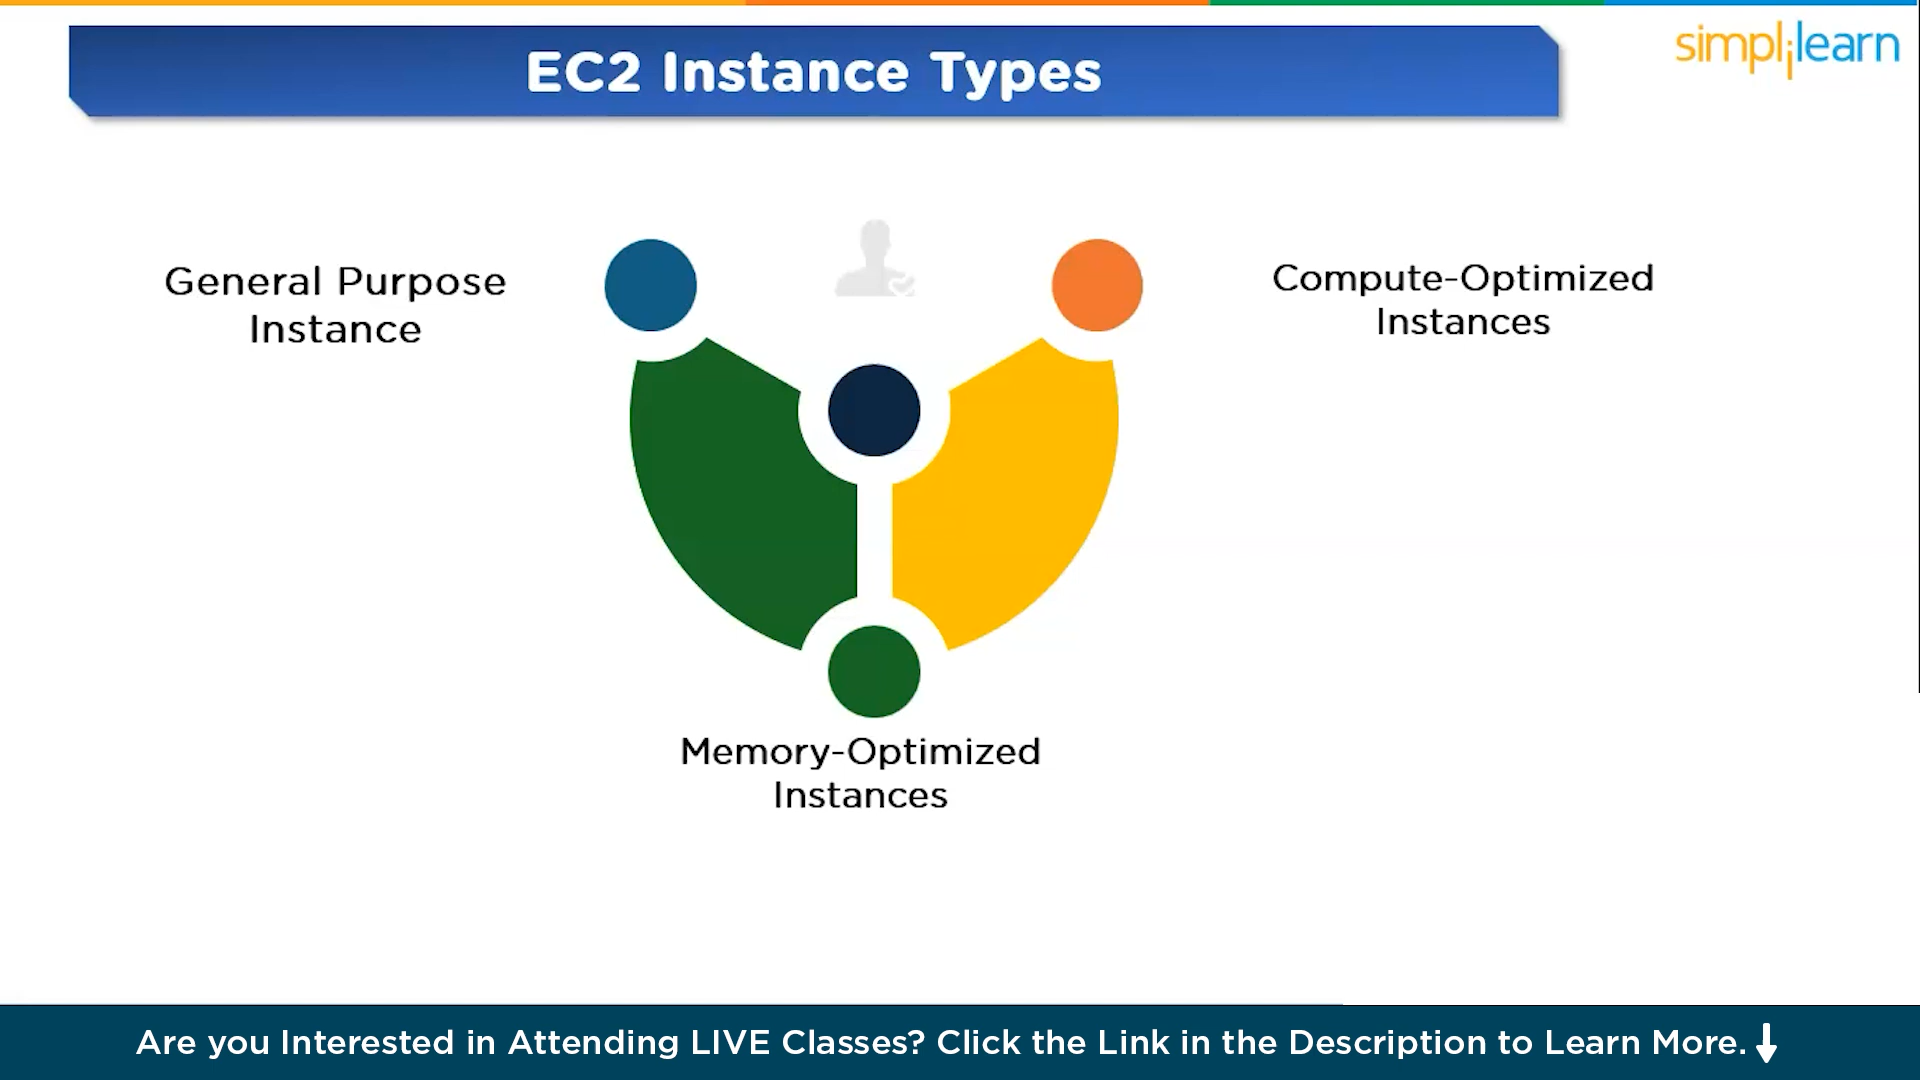 EC2 Instance Types
simplilearn
General Purpose
Instance
Compute-Optimized
Instances
Memory-Optimized
Instances
Are you Interested in Attending LIVE Classes? Click the Link in the Description to Learn More.